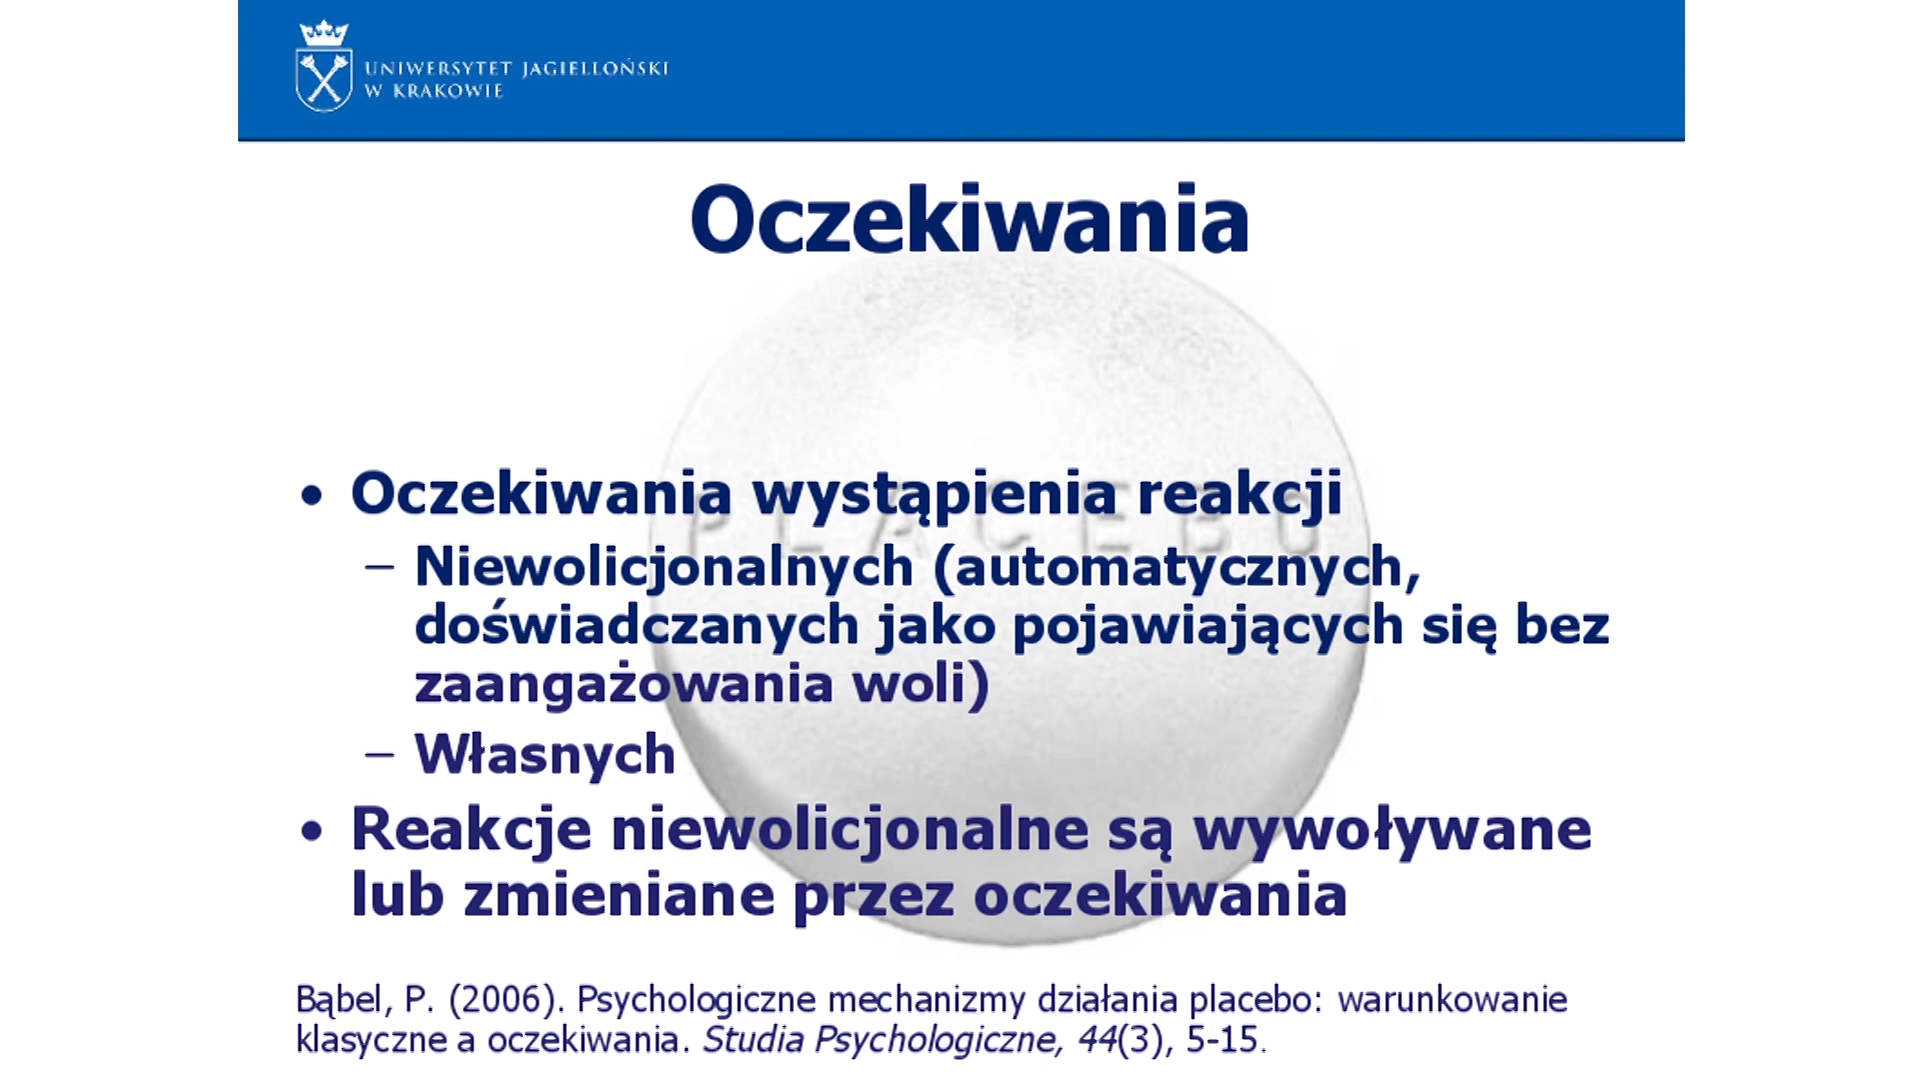 UNIWERSYTET JAGIELLOŃSKI
W KRAKOWIE
Oczekiwania
• Oczekiwania wystąpienia reakcji
PLACEBO
– Niewolicjonalnych (automatycznych,
doświadczanych jako pojawiających się bez
zaangażowania woli)
– Własnych
• Reakcje niewolicjonalne są wywoływane
lub zmieniane przez oczekiwania
Bąbel, P. (2006). Psychologiczne mechanizmy działania placebo: warunkowanie
klasyczne a oczekiwania. Studia Psychologiczne, 44(3), 5-15.